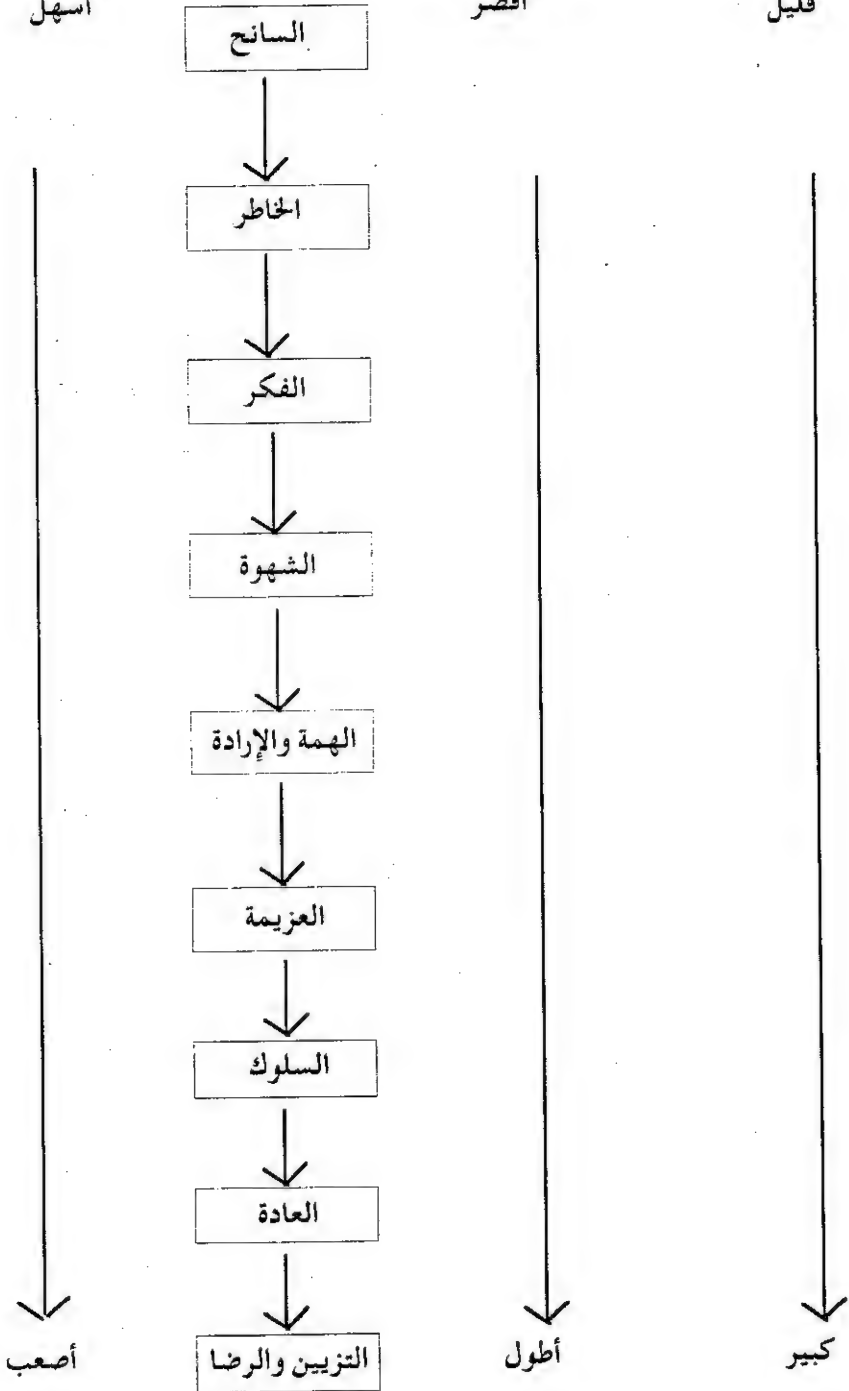 قليل أقصر السانح أسهل
الخاطر
الفكر
الشهوة
الهمة والإرادة
العزيمة
السلوك
العادة
كبير أطول التزيين والرضا أصعب